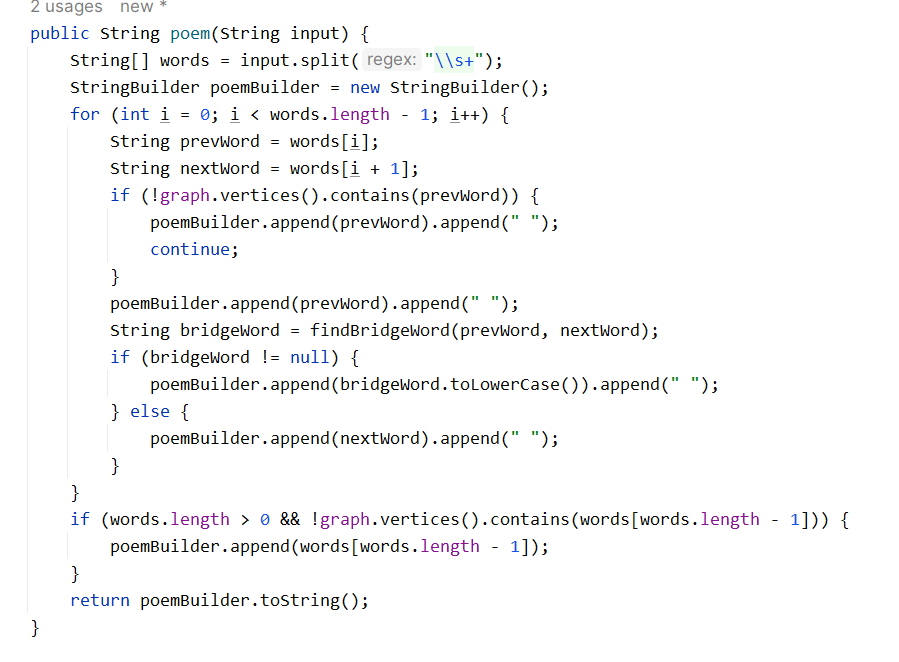 2 usages   new *
public String poem(String input) {
    String[] words = input.split( regex: "\\s+");
    StringBuilder poemBuilder = new StringBuilder();
    for (int i = 0; i < words.length - 1; i++) {
        String prevWord = words[i];
        String nextWord = words[i + 1];
        if (!graph.vertices().contains(prevWord)) {
            poemBuilder.append(prevWord).append(" ");
            continue;
        }
        poemBuilder.append(prevWord).append(" ");
        String bridgeWord = findBridgeWord(prevWord, nextWord);
        if (bridgeWord != null) {
            poemBuilder.append(bridgeWord.toLowerCase()).append(" ");
        } else {
            poemBuilder.append(nextWord).append(" ");
        }
    }
    if (words.length > 0 && !graph.vertices().contains(words[words.length - 1])) {
        poemBuilder.append(words[words.length - 1]);
    }
    return poemBuilder.toString();
}